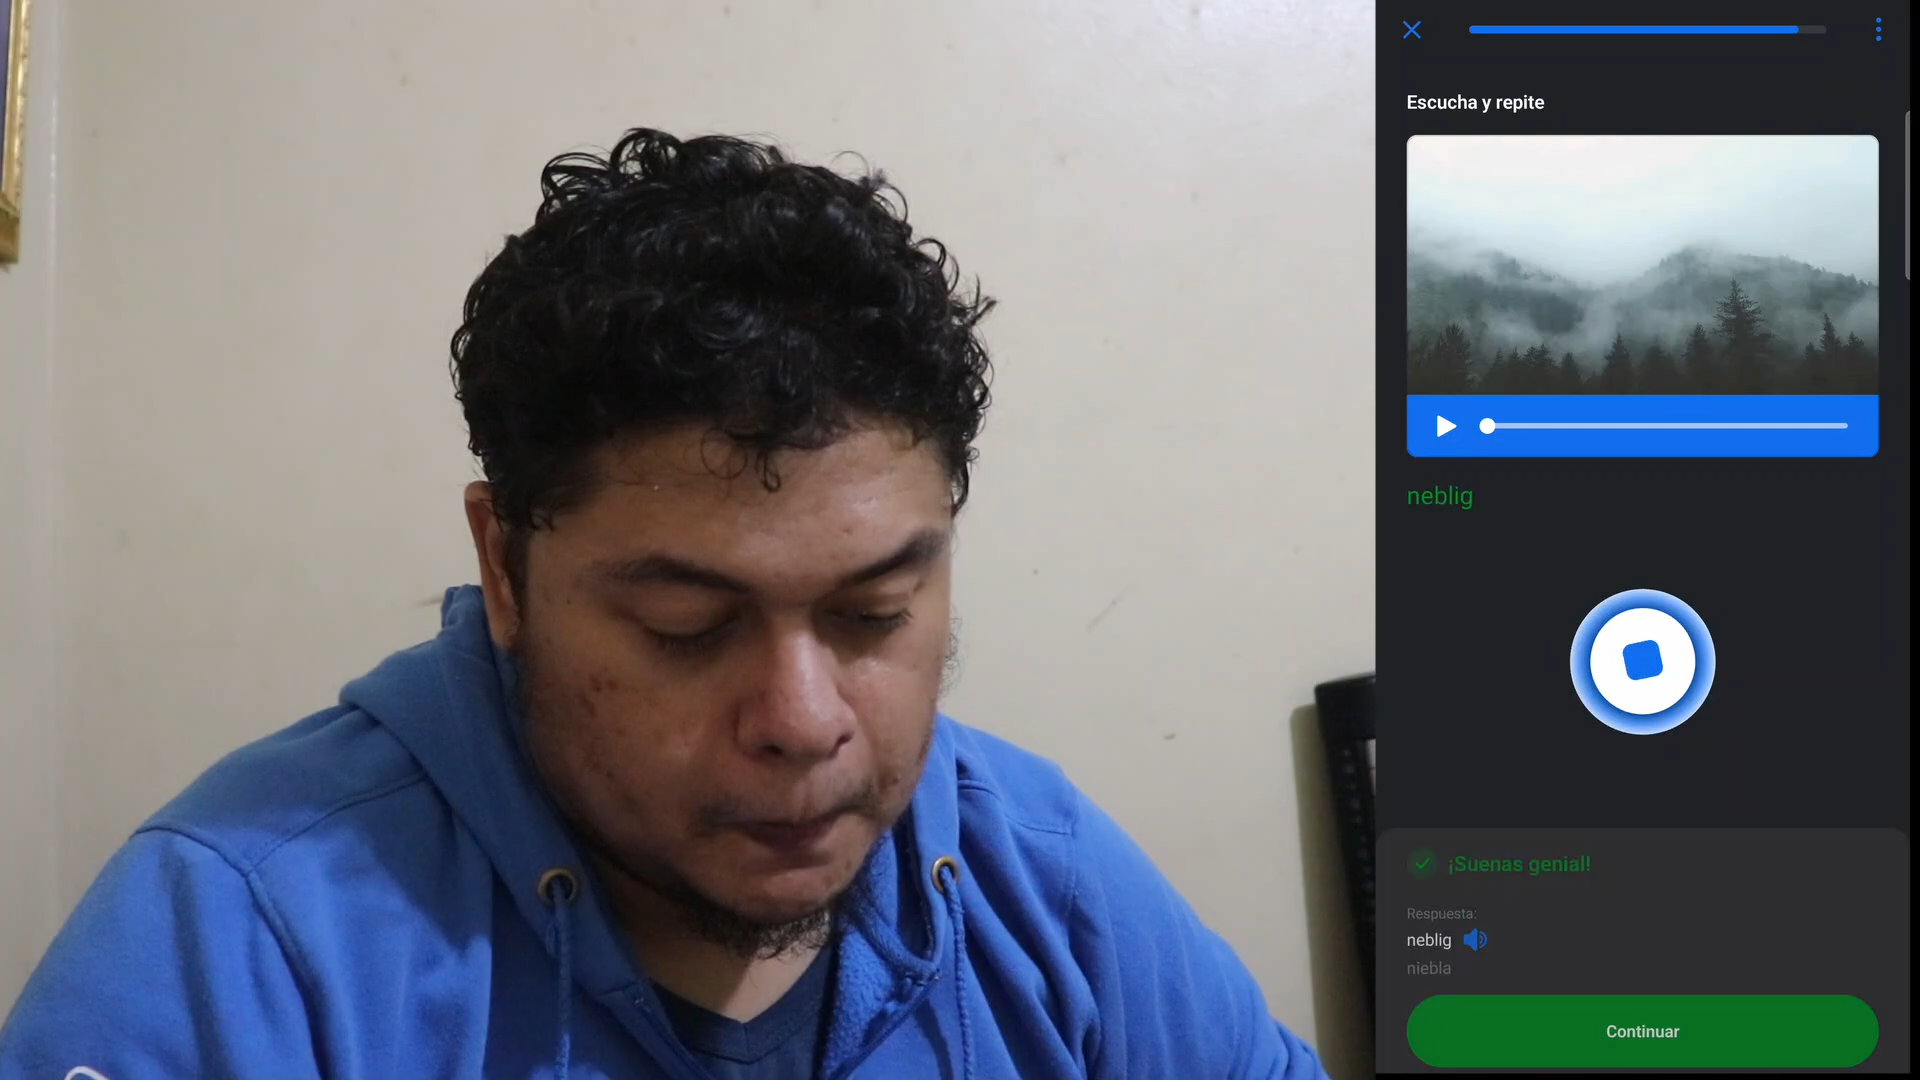 Escucha y repite
neblig
¡Suenas genial!
Respuesta:
neblig
niebla
Continuar